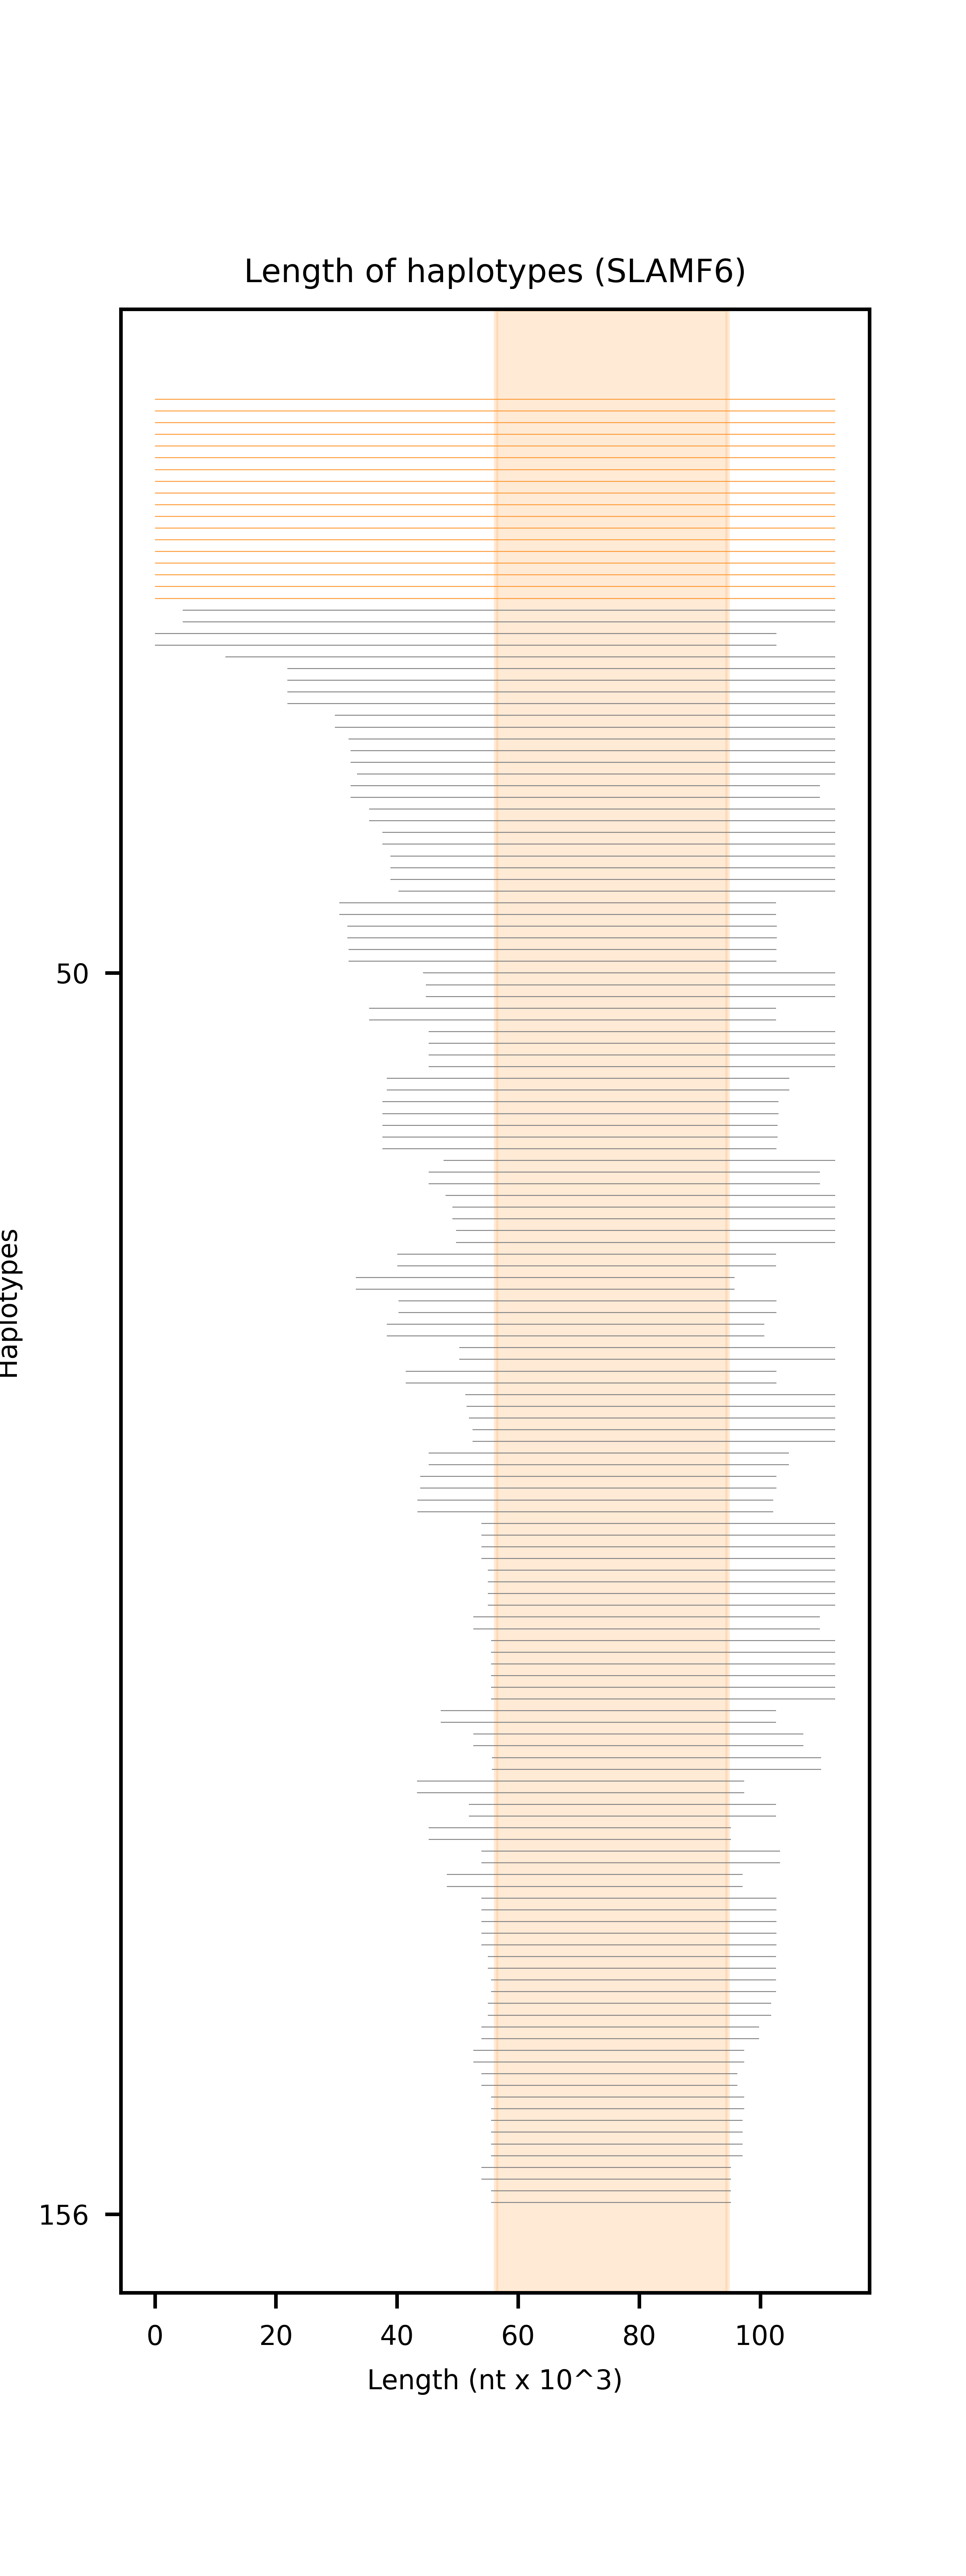 Length of haplotypes (SLAMF6)
50
Haplotypes
156
0 20 40 60 80 100
Length (nt x 10^3)